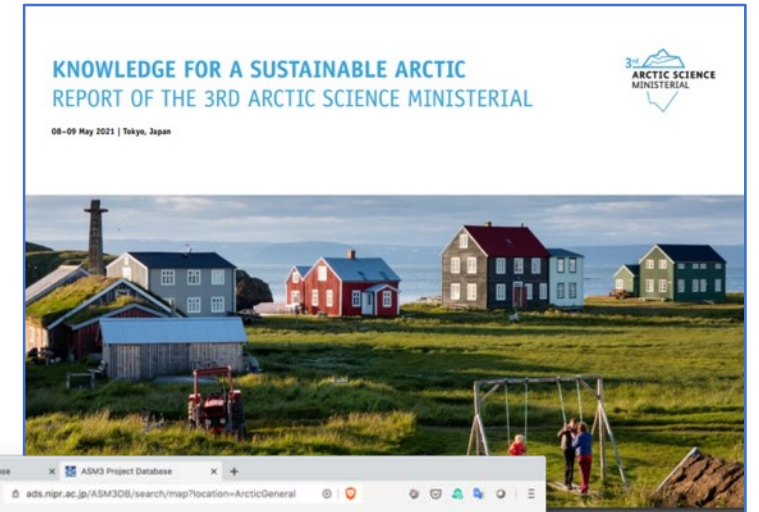 KNOWLEDGE FOR A SUSTAINABLE ARCTIC
REPORT OF THE 3RD ARCTIC SCIENCE MINISTERIAL
08–09 May 2021 | Tokyo, Japan
3rd
ARCTIC SCIENCE
MINISTERIAL
ASM3 Project Database
ads.nipr.ac.jp/ASM3DB/search/map?location=ArcticGeneral